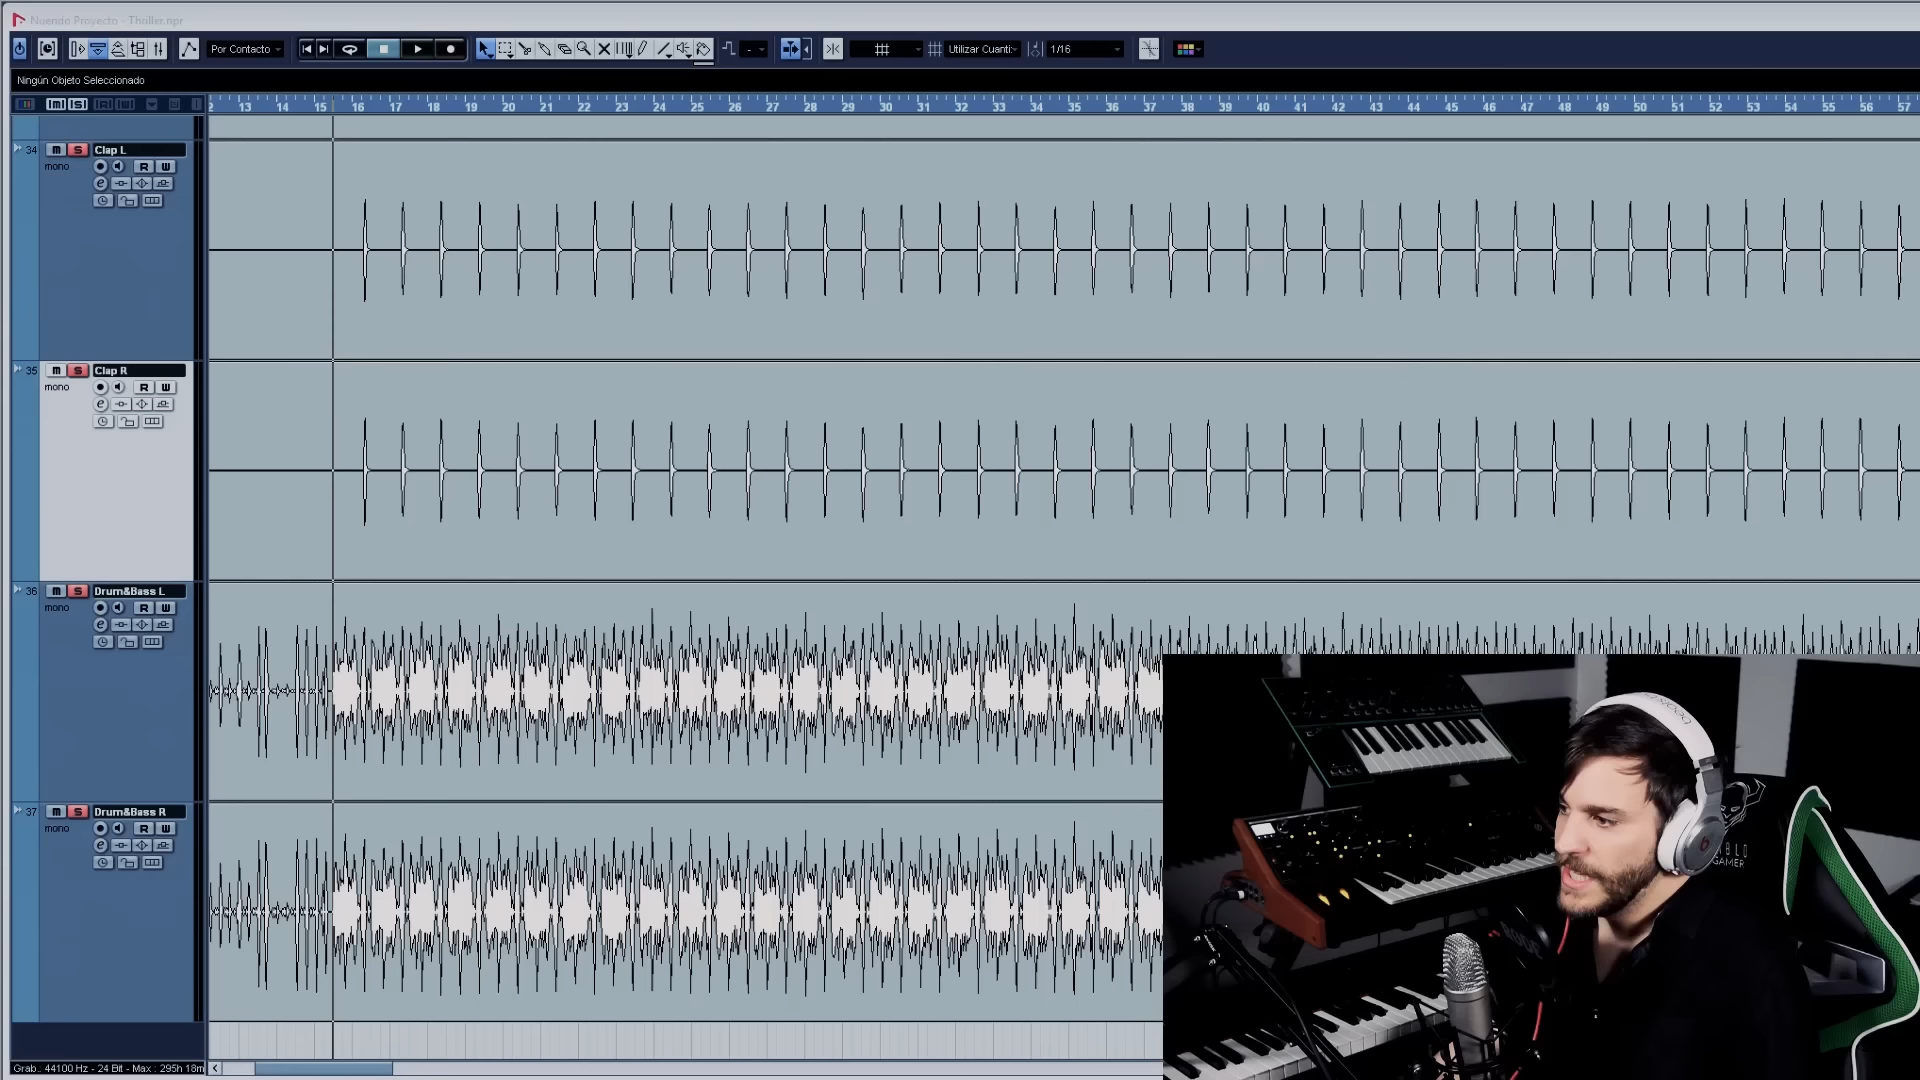 Nuendo Proyecto - Thriller.npr
Por Contacto
Utilizar Cuanti
1/16
Ningún Objeto Seleccionado
2 13 14 15 16 17 18 19 20 21 22 23 24 25 26 27 28 29 30 31 32 33 34 35 36 37 38 39 40 41 42 43 44 45 46 47 48 49 50 51 52 53 54 55 56 57
34 m S Clap L
mono R W
e
35 m S Clap R
mono R W
e
36 m S Drum&Bass L
mono R W
e
37 m S Drum&Bass R
mono R W
e
GAMER
RODE
Grab.: 44100 Hz - 24 Bit - Max : 295h 18m